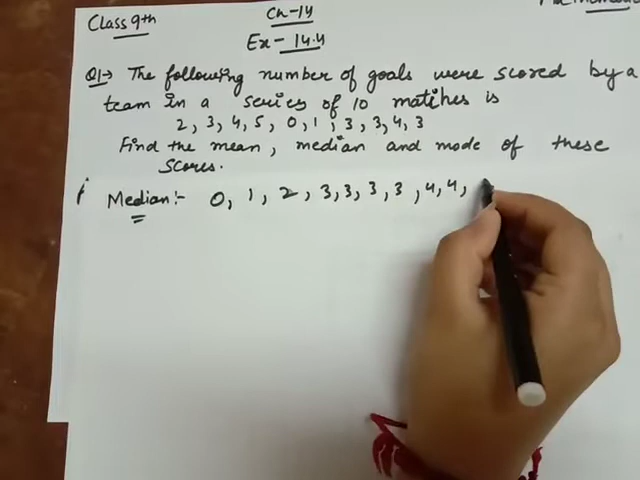 Class 9th
Ch-14
Ex-14.4
Q1→ The following number of goals were scored by a
team in a series of 10 matches is
2, 3, 4, 5, 0, 1, 3, 3, 4, 3
Find the mean, median and mode of these
scores.
Median:- 0, 1, 2, 3, 3, 3, 3, 4, 4,